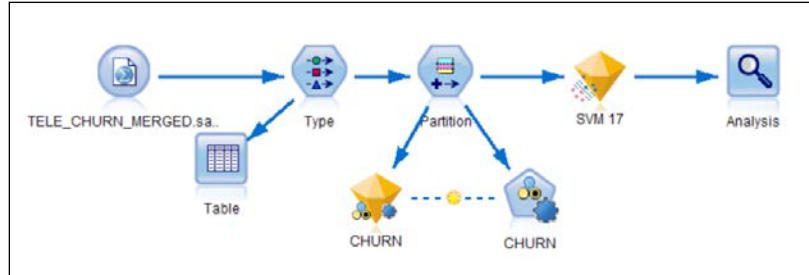 TELE_CHURN_MERGED.sa..
Type
Partition
SVM 17
Analysis
Table
CHURN
CHURN